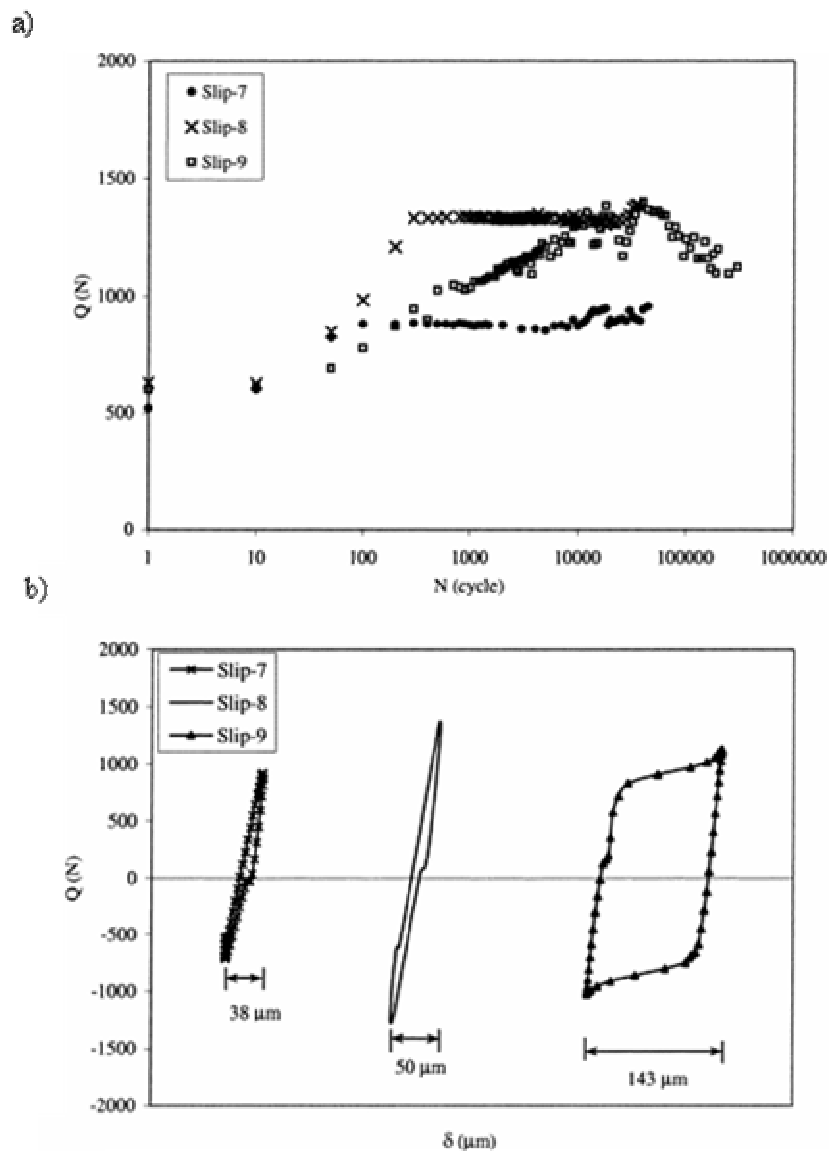 a)
2000
Slip-7
Slip-8
Slip-9
1500
Q (N)
1000
500
0
1 10 100 1000 10000 100000 1000000
N (cycle)
b)
2000
Slip-7
1500
Slip-8
Slip-9
1000
500
Q (N)
0
-500
-1000
38 μm
50 μm
143 μm
-1500
-2000
δ (μm)